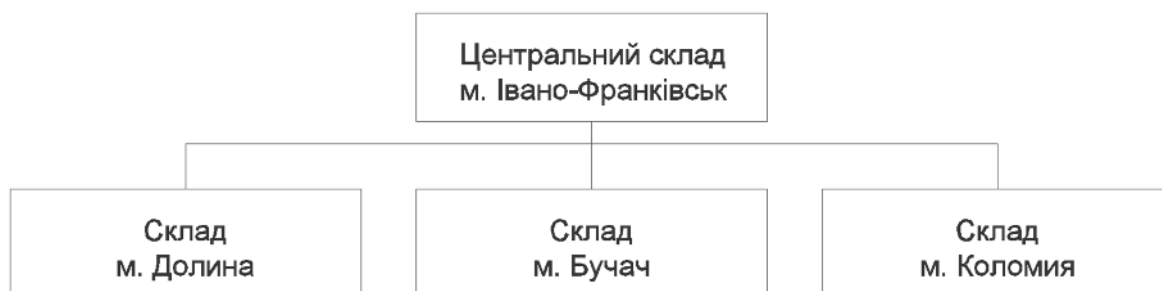 Центральний склад
м. Івано-Франківськ
Склад
м. Долина
Склад
м. Бучач
Склад
м. Коломия